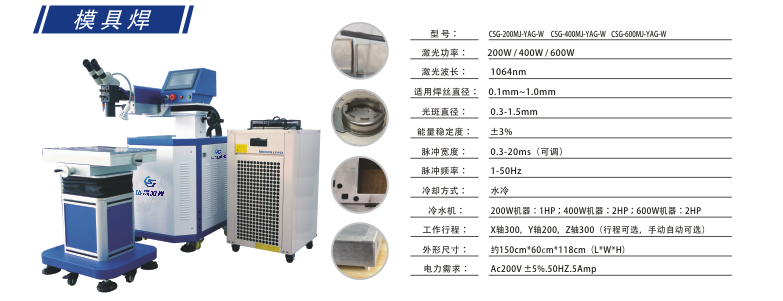 模具焊
型号： CSG-200MJ-YAG-W CSG-400MJ-YAG-W CSG-600MJ-YAG-W
激光功率： 200W / 400W / 600W
激光波长： 1064nm
适用焊丝直径： 0.1mm~1.0mm
光斑直径： 0.3-1.5mm
能量稳定度： ±3%
脉冲宽度： 0.3-20ms（可调）
脉冲频率： 1-50Hz
冷却方式： 水冷
冷水机： 200W机器：1HP；400W机器：2HP；600W机器：2HP
工作行程： X轴300，Y轴200，Z轴300（行程可选，手动自动可选）
外形尺寸： 约150cm*60cm*118cm（L*W*H）
电力需求： Ac200V ±5%.50HZ.5Amp